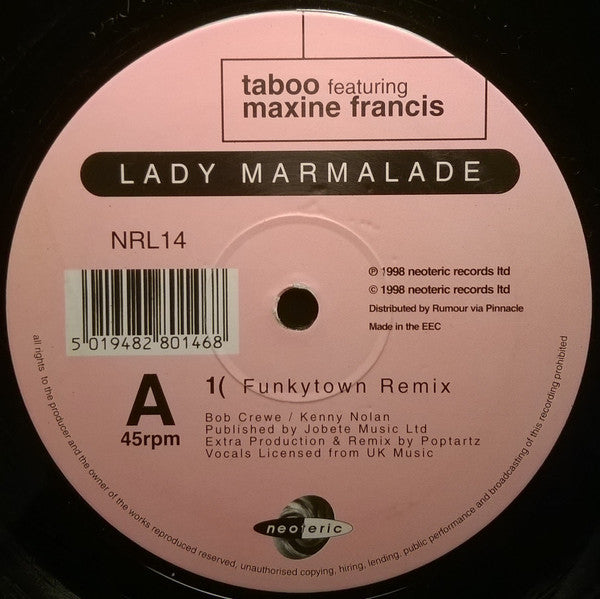 taboo featuring
maxine francis
LADY MARMALADE
NRL14
℗ 1998 neoteric records ltd
© 1998 neoteric records ltd
Distributed by Rumour via Pinnacle
Made in the EEC
5 019482 801468
A
45rpm
1( Funkytown Remix
Bob Crewe / Kenny Nolan
Published by Jobete Music Ltd
Extra Production & Remix by Poptartz
Vocals Licensed from UK Music
neoteric
all rights to the producer and the owner of the works reproduced reserved, unauthorised copying, hiring, lending, public performance and broadcasting of this recording prohibited